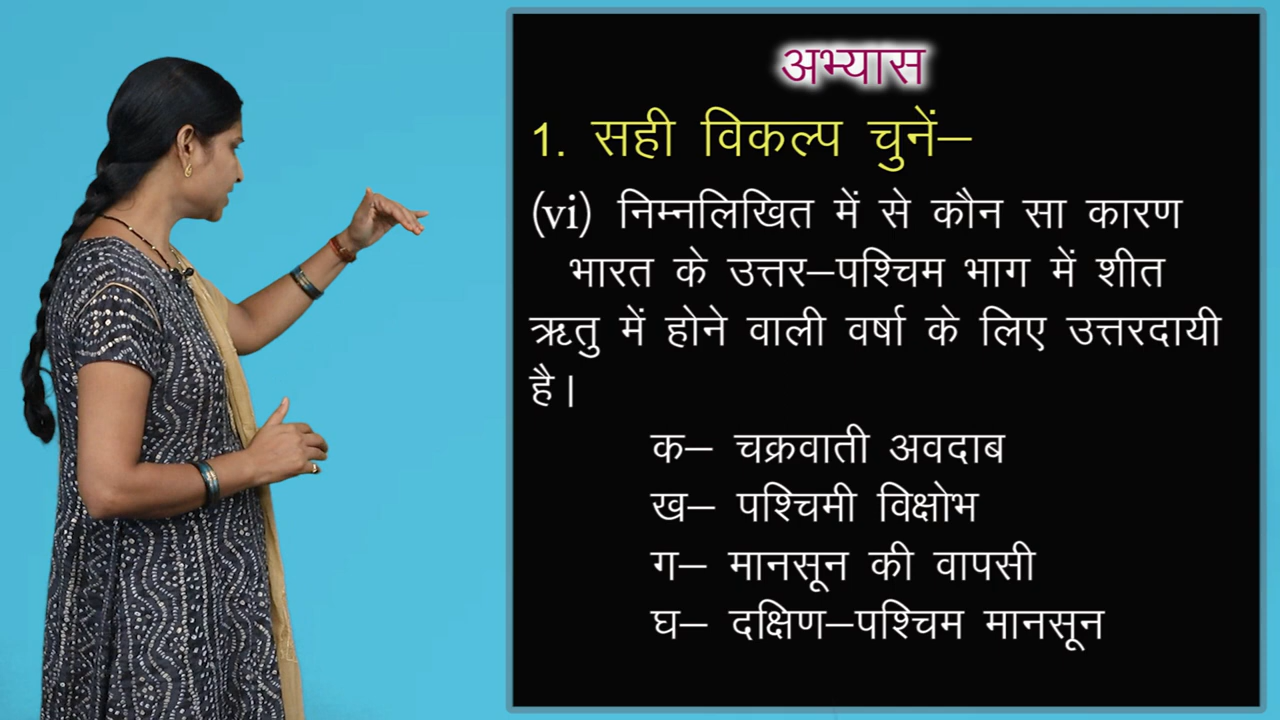 अभ्यास
1. सही विकल्प चुनें–
(vi) निम्नलिखित में से कौन सा कारण
भारत के उत्तर–पश्चिम भाग में शीत
ऋतु में होने वाली वर्षा के लिए उत्तरदायी
है।
क– चक्रवाती अवदाब
ख– पश्चिमी विक्षोभ
ग– मानसून की वापसी
घ– दक्षिण–पश्चिम मानसून